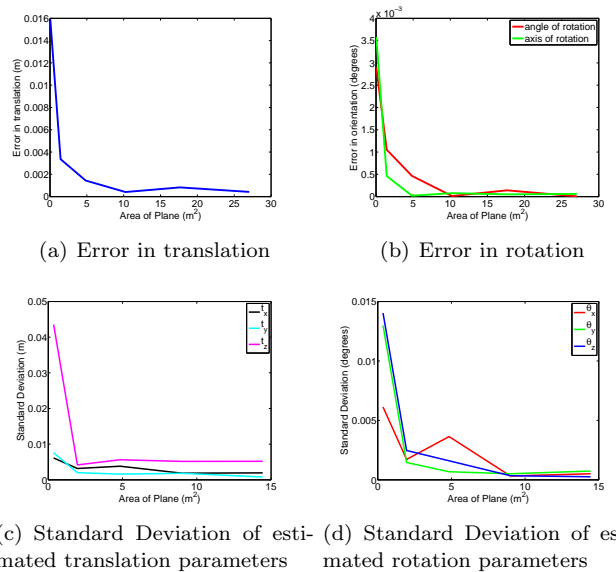 0.016
0.014
0.012
0.01
0.008
0.006
0.004
0.002
0
Error in translation (m)
0 5 10 15 20 25 30
Area of Plane (m²)
(a) Error in translation
4 x 10⁻³
3.5
3
2.5
2
1.5
1
0.5
0
Error in orientation (degrees)
angle of rotation
axis of rotation
0 5 10 15 20 25 30
Area of Plane (m²)
(b) Error in rotation
0.05
0.04
0.03
0.02
0.01
0
Standard Deviation (m)
t_x
t_y
t_z
0 5 10 15
Area of Plane (m²)
(c) Standard Deviation of esti-
mated translation parameters
0.015
0.01
0.005
0
Standard Deviation (degrees)
θ_x
θ_y
θ_z
0 5 10 15
Area of Plane (m²)
(d) Standard Deviation of es
mated rotation parameters